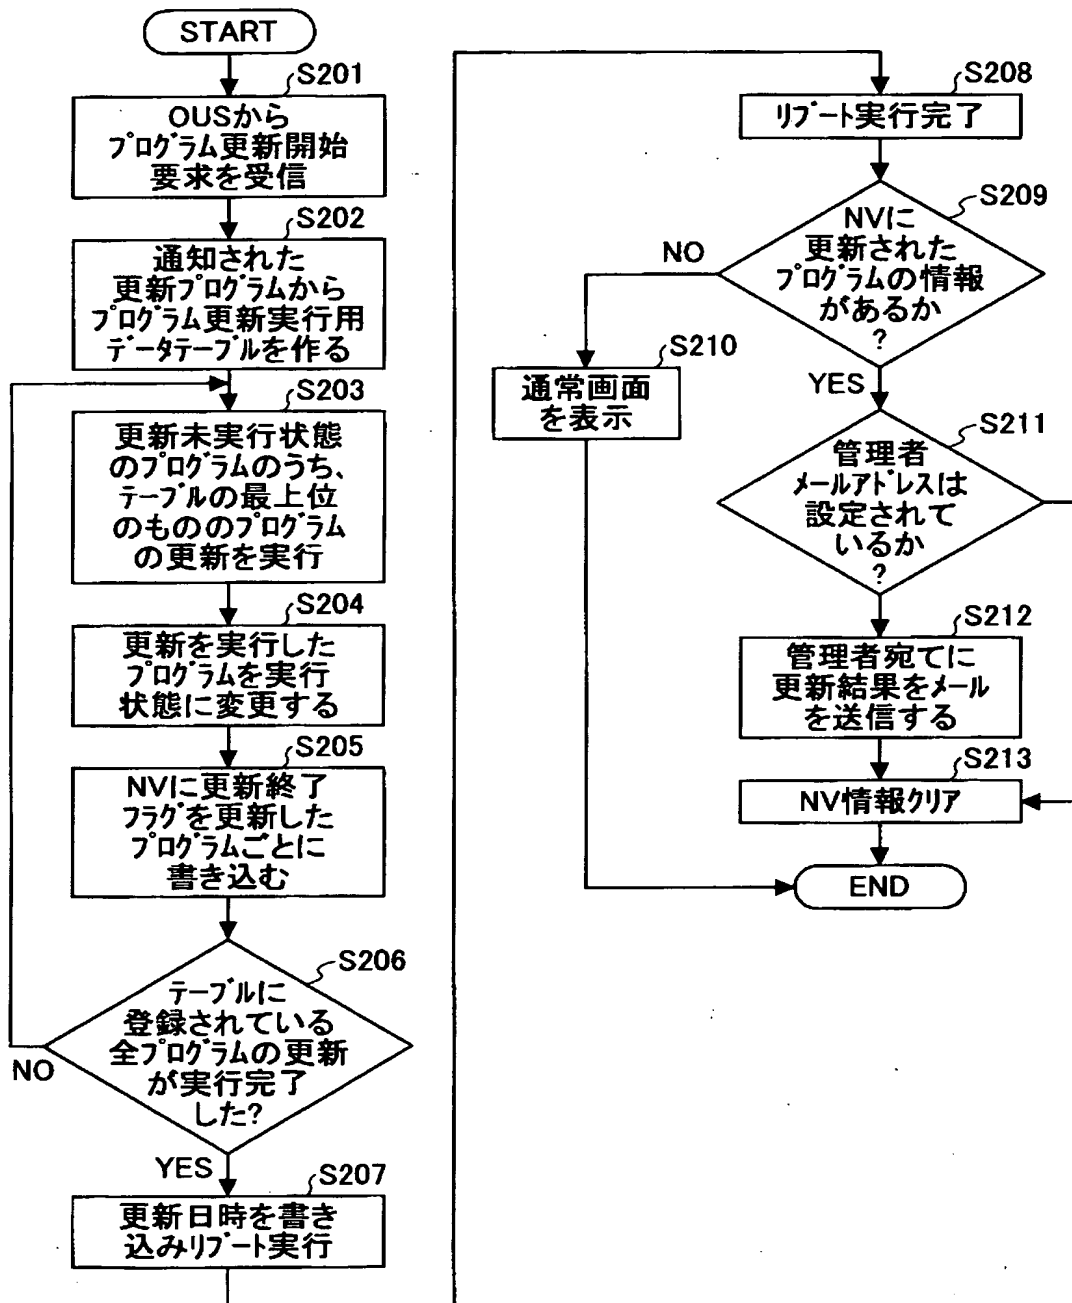 START
S201
OUSから
プログラム更新開始
要求を受信
S202
通知された
更新プログラムから
プログラム更新実行用
データテーブルを作る
S203
更新未実行状態
のプログラムのうち、
テーブルの最上位
のもののプログラム
の更新を実行
S204
更新を実行した
プログラムを実行
状態に変更する
S205
NVに更新終了
フラグを更新した
プログラムごとに
書き込む
S206
テーブルに
登録されている
全プログラムの更新
が実行完了
した?
NO
YES
S207
更新日時を書き
込みリブート実行
S208
リブート実行完了
S209
NVに
更新された
プログラムの情報
があるか
?
NO
YES
S210
通常画面
を表示
S211
管理者
メールアドレスは
設定されて
いるか
?
S212
管理者宛てに
更新結果をメール
を送信する
S213
NV情報クリア
END